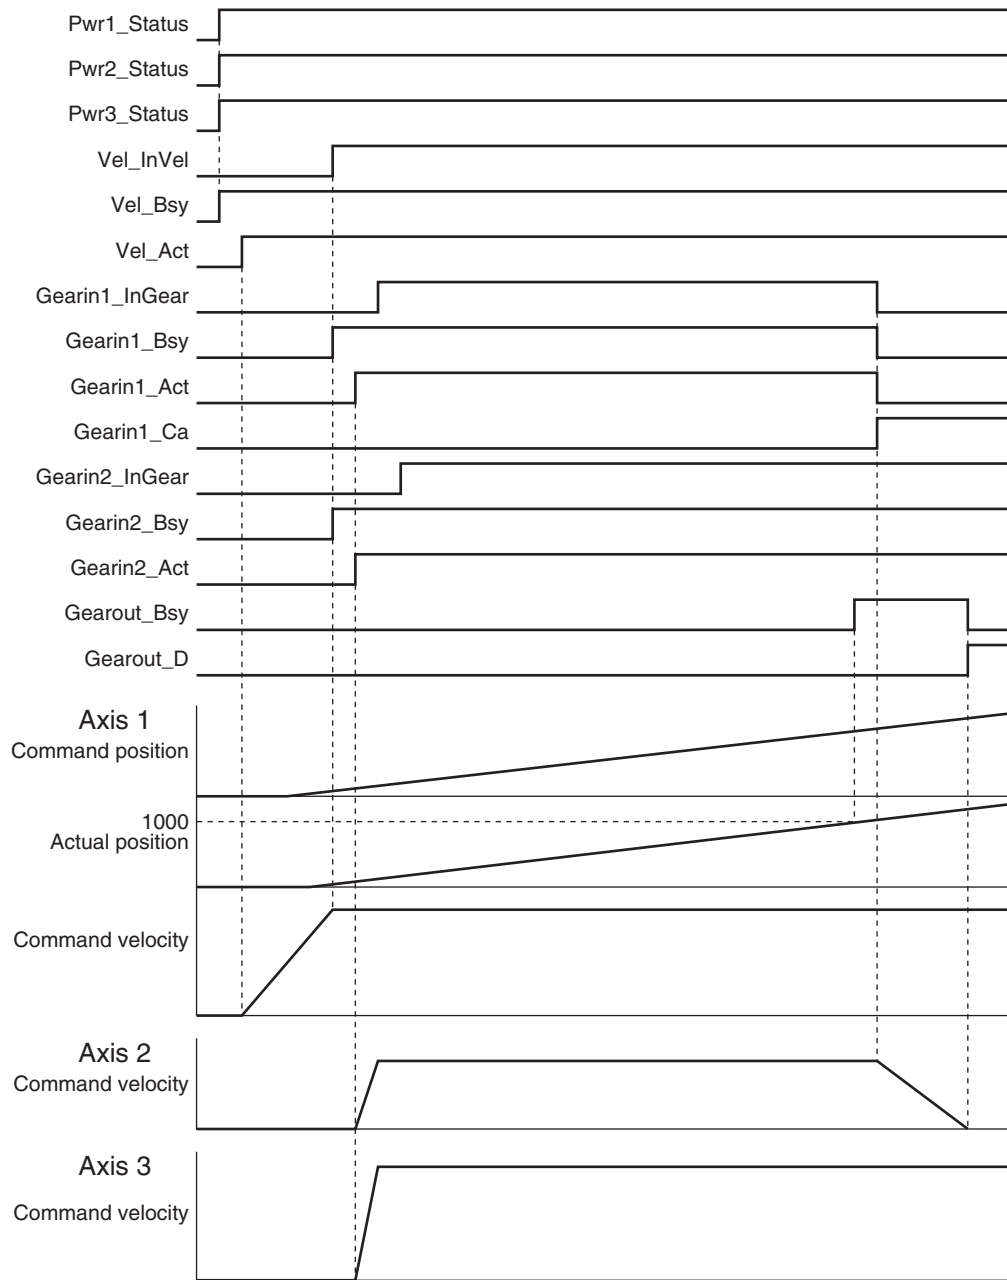 Pwr1_Status
Pwr2_Status
Pwr3_Status
Vel_InVel
Vel_Bsy
Vel_Act
Gearin1_InGear
Gearin1_Bsy
Gearin1_Act
Gearin1_Ca
Gearin2_InGear
Gearin2_Bsy
Gearin2_Act
Gearout_Bsy
Gearout_D
Axis 1
Command position
1000
Actual position
Command velocity
Axis 2
Command velocity
Axis 3
Command velocity